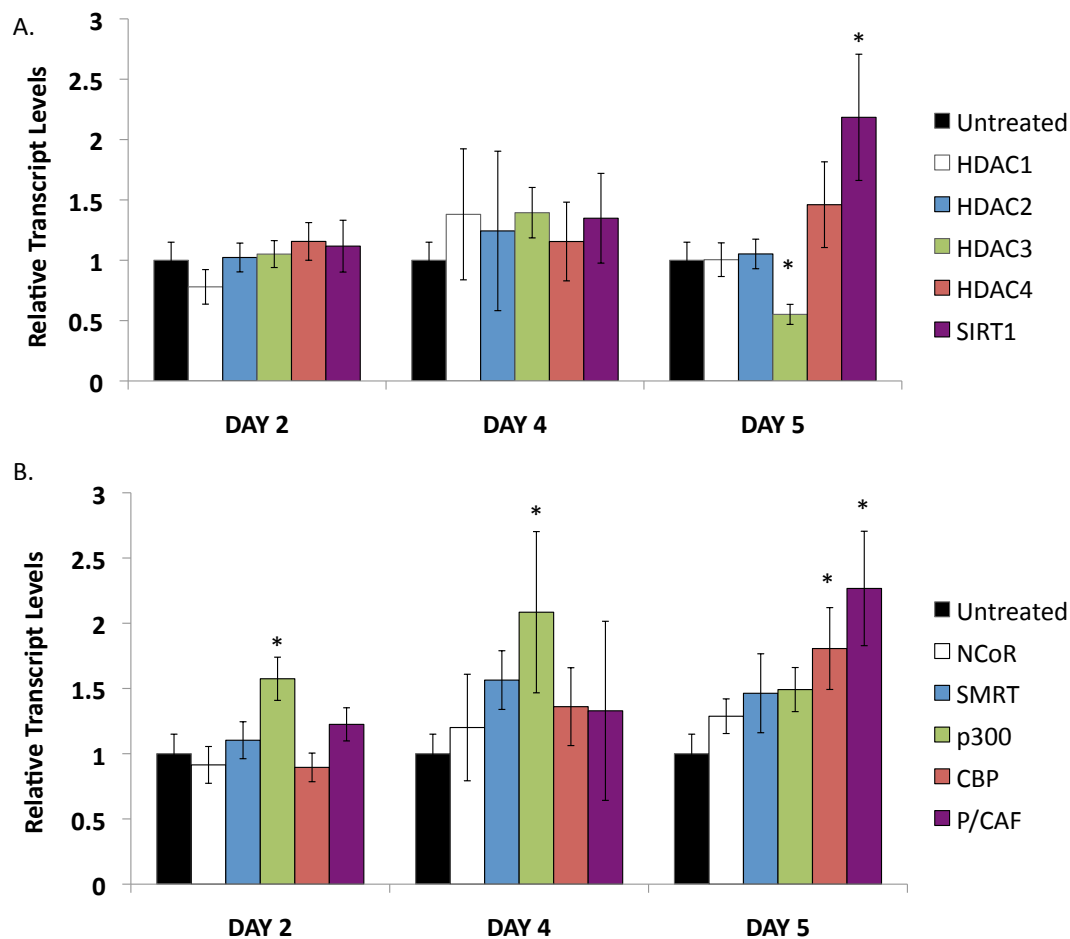 A.
Relative Transcript Levels
3
2.5
2
1.5
1
0.5
0
*
*
DAY 2 DAY 4 DAY 5
Untreated
HDAC1
HDAC2
HDAC3
HDAC4
SIRT1
B.
Relative Transcript Levels
3
2.5
2
1.5
1
0.5
0
*
*
*
*
DAY 2 DAY 4 DAY 5
Untreated
NCoR
SMRT
p300
CBP
P/CAF